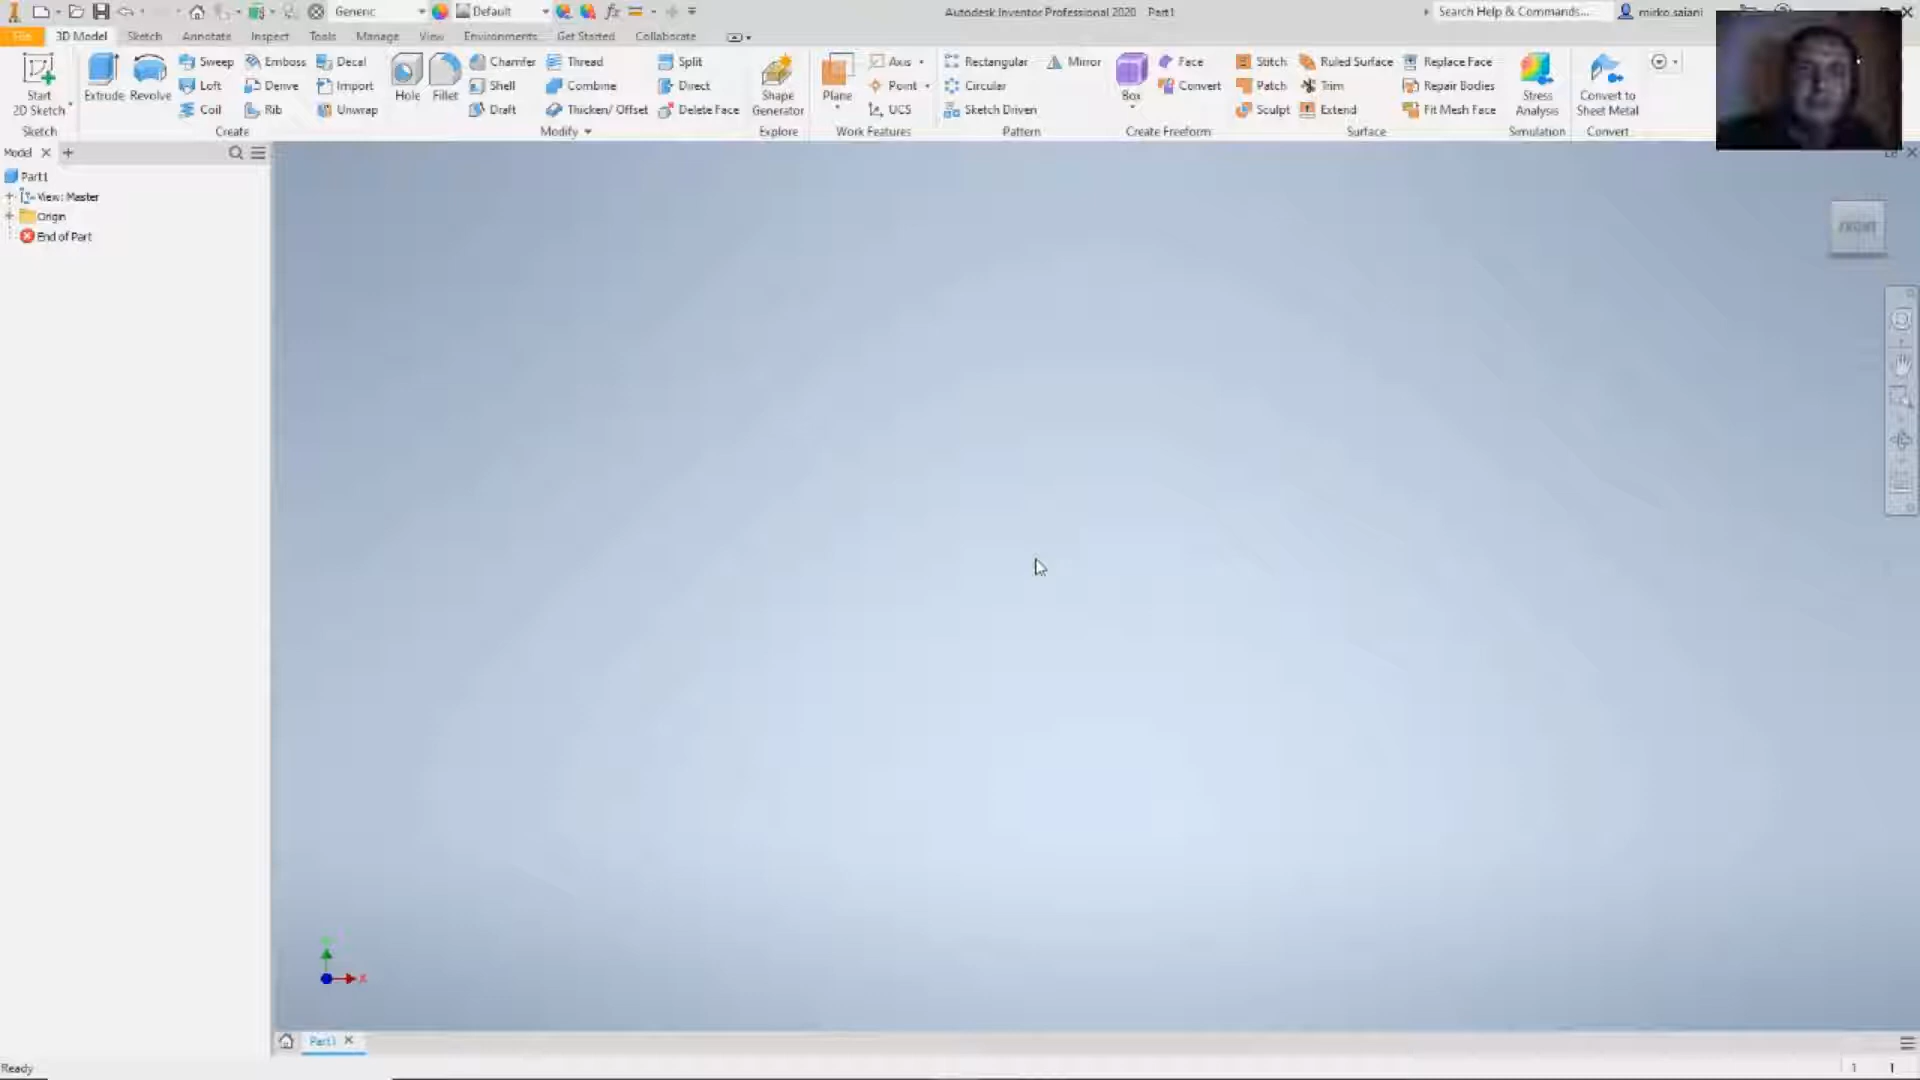 Generic Default Autodesk Inventor Professional 2020 Part1 Search Help & Commands... mirko.saiani
File 3D Model Sketch Annotate Inspect Tools Manage View Environments Get Started Collaborate
Start
2D Sketch
Extrude Revolve
Sweep Emboss Decal
Loft Derive Import
Coil Rib Unwrap
Hole Fillet
Chamfer Thread Split
Shell Combine Direct
Draft Thicken/ Offset Delete Face
Shape
Generator
Plane
Axis
Point
UCS
Rectangular Mirror
Circular
Sketch Driven
Box
Face
Convert
Stitch Ruled Surface Replace Face
Patch Trim Repair Bodies
Sculpt Extend Fit Mesh Face
Stress
Analysis
Convert to
Sheet Metal
Sketch Create Modify Explore Work Features Pattern Create Freeform Surface Simulation Convert
Model
Part1
View: Master
Origin
End of Part
FRONT
X
Part1
Ready
1 1